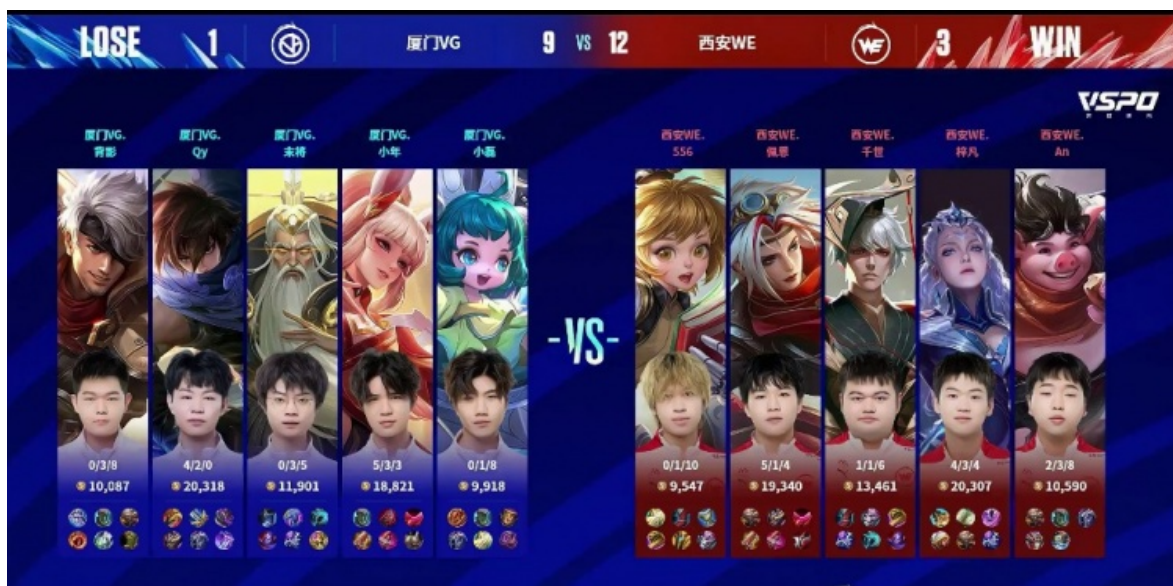 LOSE 1 厦门VG 9 VS 12 西安WE WE 3 WIN
VSPO
厦门VG. 厦门VG. 厦门VG. 厦门VG. 厦门VG. 西安WE. 西安WE. 西安WE. 西安WE. 西安WE.
背影 Qy 末将 小年 小磊 556 佩恩 千世 梓凡 An
-VS-
0/3/8 4/2/0 0/3/5 5/3/3 0/1/8 0/1/10 5/1/4 1/1/6 4/3/4 2/3/8
10,087 20,318 11,901 18,821 9,918 9,547 19,340 13,461 20,307 10,590